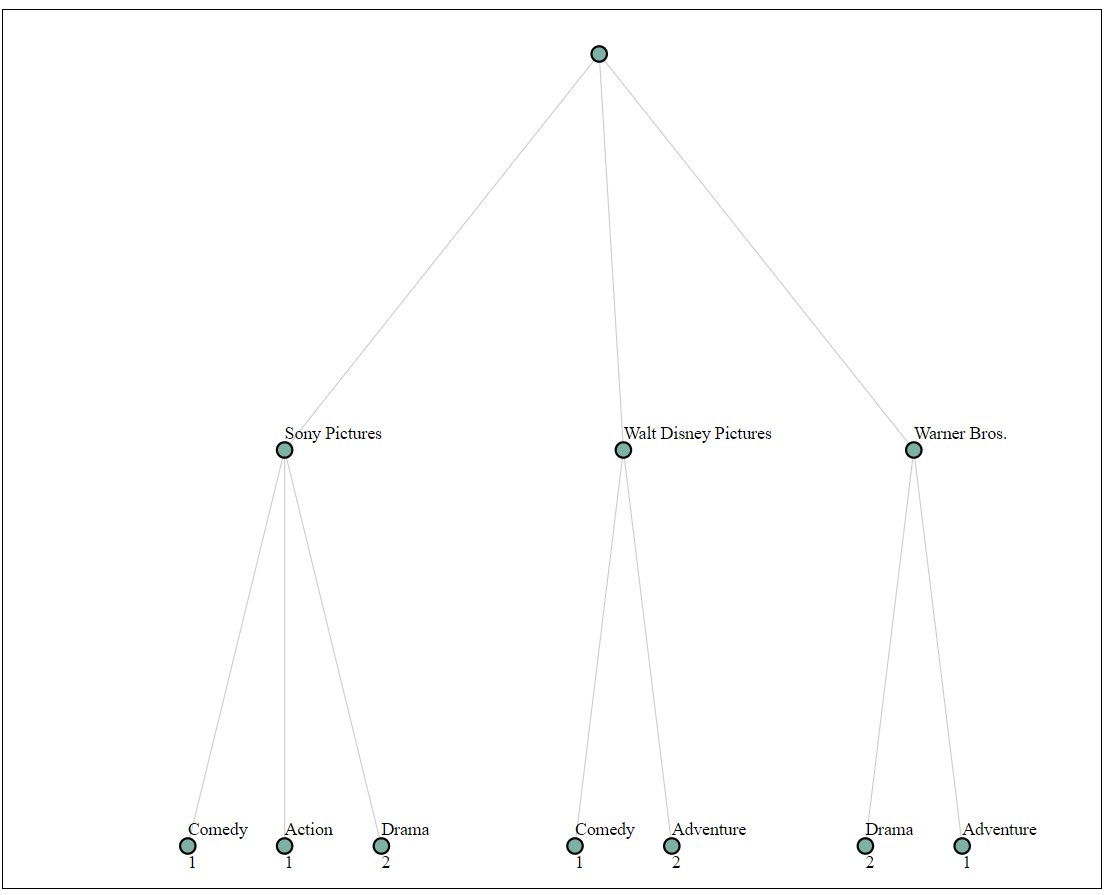 Sony Pictures
Walt Disney Pictures
Warner Bros.
Comedy
Action
Drama
Comedy
Adventure
Drama
Adventure
1
1
2
1
2
2
1